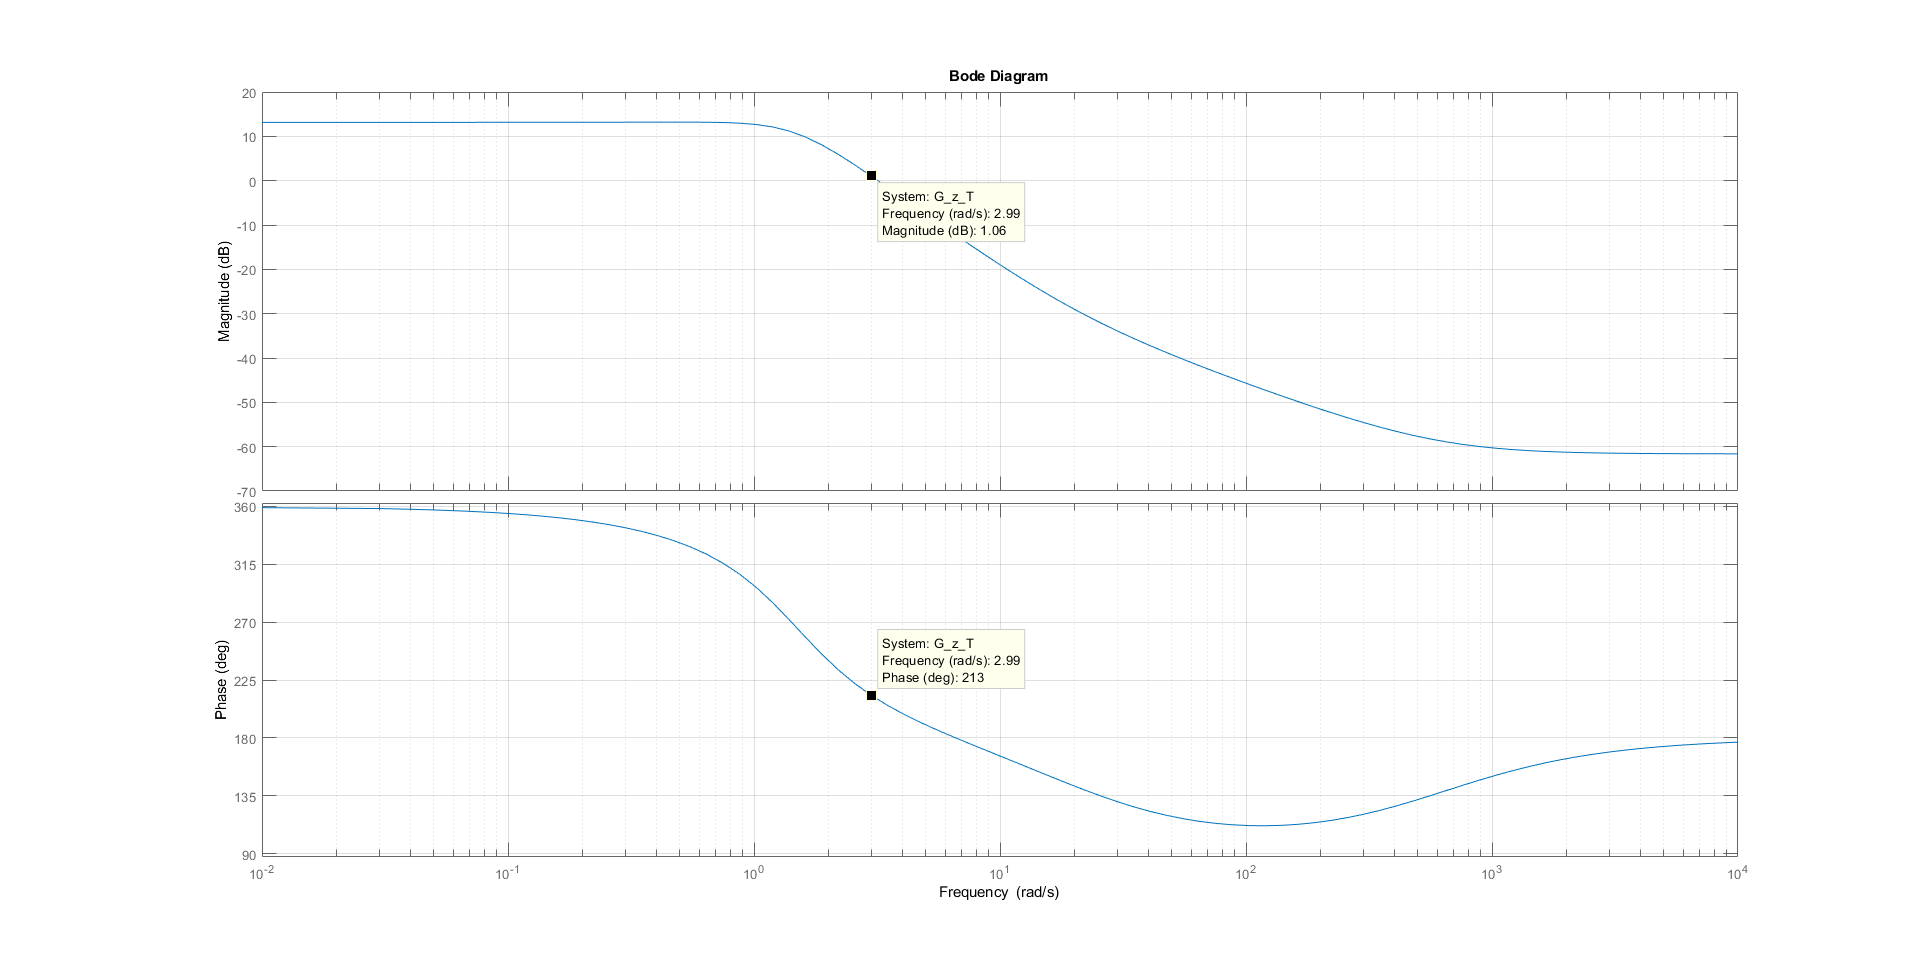 Bode Diagram
20
10
0
-10
-20
-30
-40
-50
-60
-70
Magnitude (dB)
System: G_z_T
Frequency (rad/s): 2.99
Magnitude (dB): 1.06
360
315
270
225
180
135
90
Phase (deg)
System: G_z_T
Frequency (rad/s): 2.99
Phase (deg): 213
10^-2 10^-1 10^0 10^1 10^2 10^3 10^4
Frequency (rad/s)